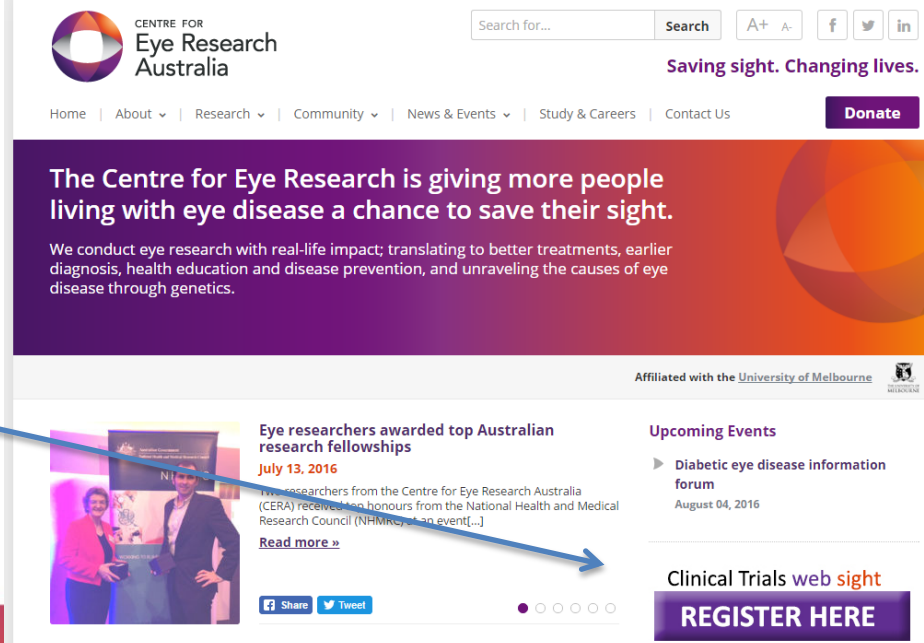 CENTRE FOR
Eye Research
Australia
Search for...
Search
A+ A-
f
in
Saving sight. Changing lives.
Home | About | Research | Community | News & Events | Study & Careers | Contact Us
Donate
The Centre for Eye Research is giving more people
living with eye disease a chance to save their sight.
We conduct eye research with real-life impact; translating to better treatments, earlier
diagnosis, health education and disease prevention, and unraveling the causes of eye
disease through genetics.
Affiliated with the University of Melbourne
Eye researchers awarded top Australian
research fellowships
July 13, 2016
Two researchers from the Centre for Eye Research Australia
(CERA) received top honours from the National Health and Medical
Research Council (NHMRC) at an event[...]
Read more »
Share
Tweet
Upcoming Events
Diabetic eye disease information
forum
August 04, 2016
Clinical Trials web sight
REGISTER HERE